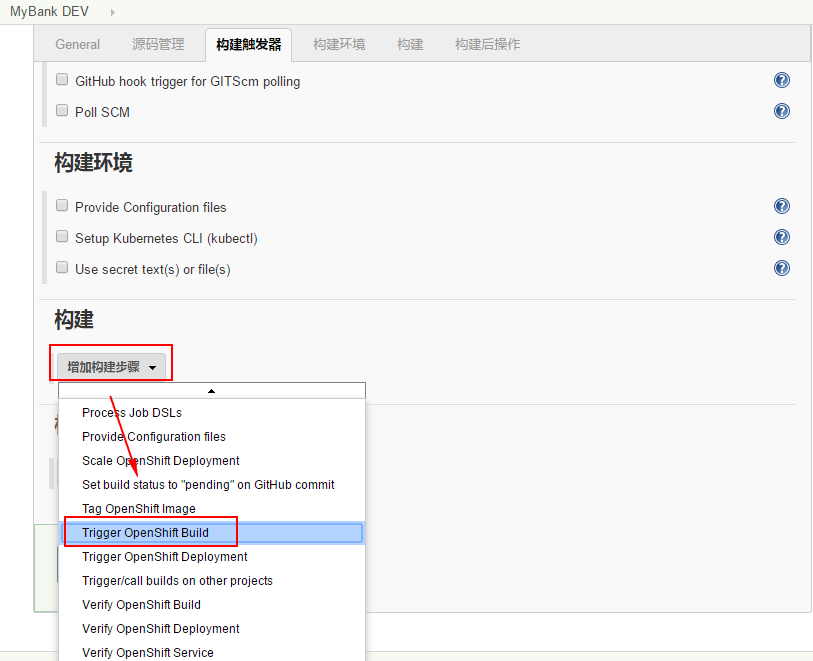 MyBank DEV
General 源码管理 构建触发器 构建环境 构建 构建后操作
GitHub hook trigger for GITScm polling
Poll SCM
构建环境
Provide Configuration files
Setup Kubernetes CLI (kubectl)
Use secret text(s) or file(s)
构建
增加构建步骤
Process Job DSLs
Provide Configuration files
Scale OpenShift Deployment
Set build status to "pending" on GitHub commit
Tag OpenShift Image
Trigger OpenShift Build
Trigger OpenShift Deployment
Trigger/call builds on other projects
Verify OpenShift Build
Verify OpenShift Deployment
Verify OpenShift Service